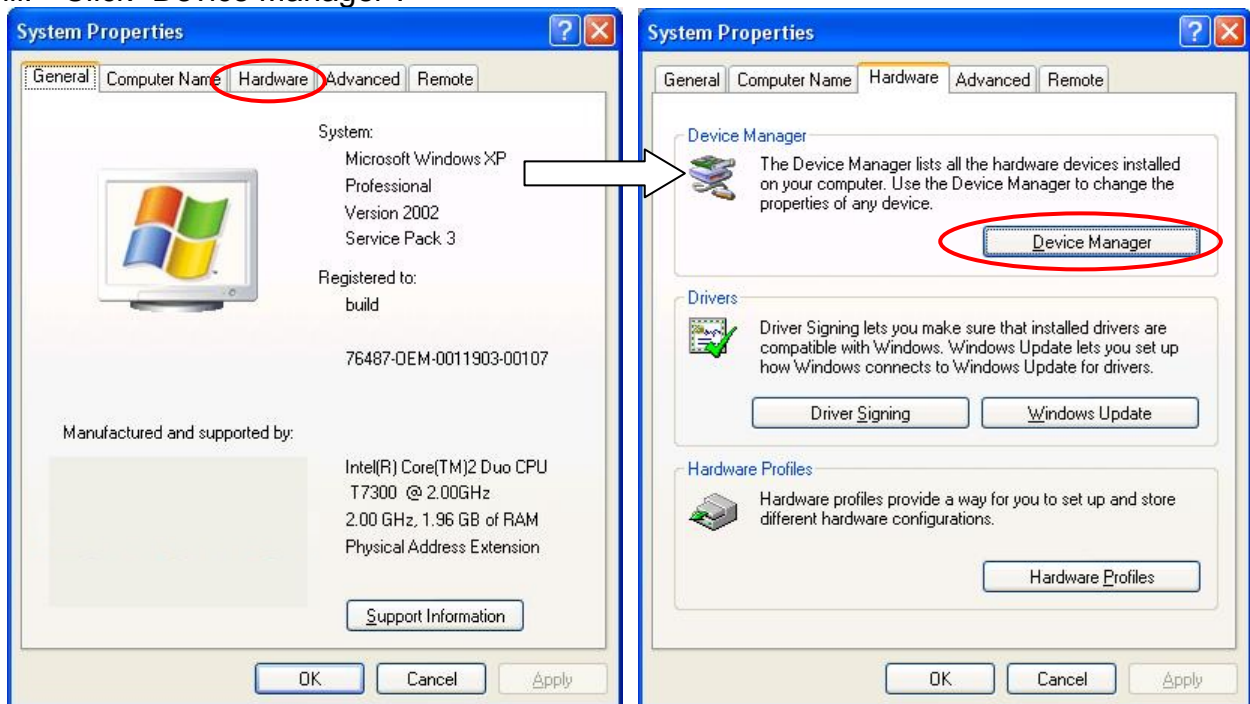 Click "Device Manager".
System Properties
General Computer Name Hardware Advanced Remote
System:
Microsoft Windows XP
Professional
Version 2002
Service Pack 3
Registered to:
build
76487-OEM-0011903-00107
Manufactured and supported by:
Intel(R) Core(TM)2 Duo CPU
T7300 @ 2.00GHz
2.00 GHz, 1.96 GB of RAM
Physical Address Extension
Support Information
OK Cancel Apply
System Properties
General Computer Name Hardware Advanced Remote
Device Manager
The Device Manager lists all the hardware devices installed
on your computer. Use the Device Manager to change the
properties of any device.
Device Manager
Drivers
Driver Signing lets you make sure that installed drivers are
compatible with Windows. Windows Update lets you set up
how Windows connects to Windows Update for drivers.
Driver Signing Windows Update
Hardware Profiles
Hardware profiles provide a way for you to set up and store
different hardware configurations.
Hardware Profiles
OK Cancel Apply